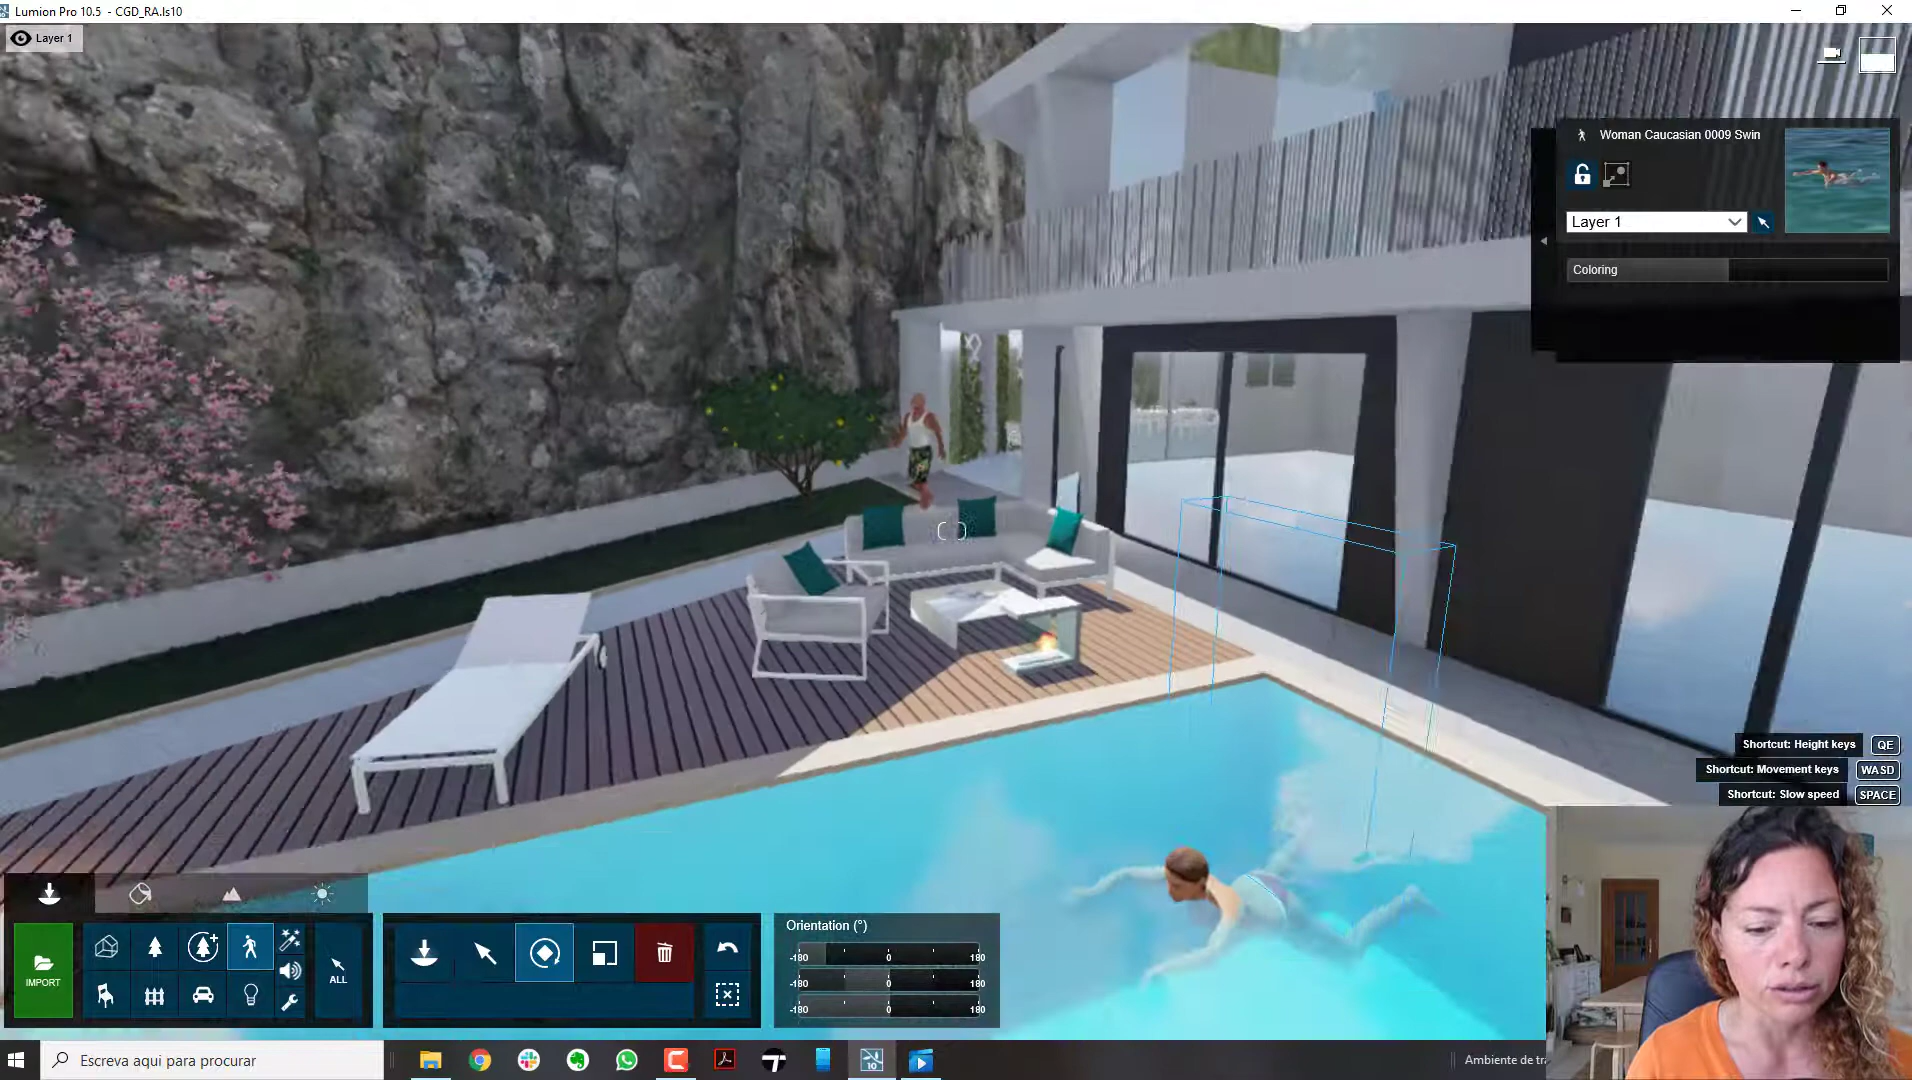 Lumion Pro 10.5 - CGD_RA.ls10
Layer 1
Woman Caucasian 0009 Swin
Layer 1
Coloring
Shortcut: Height keys QE
Shortcut: Movement keys WASD
Shortcut: Slow speed SPACE
Orientation (°)
-180 0 180
-180 0 180
-180 0 180
IMPORT
ALL
Escreva aqui para procurar
10
Ambiente de tra